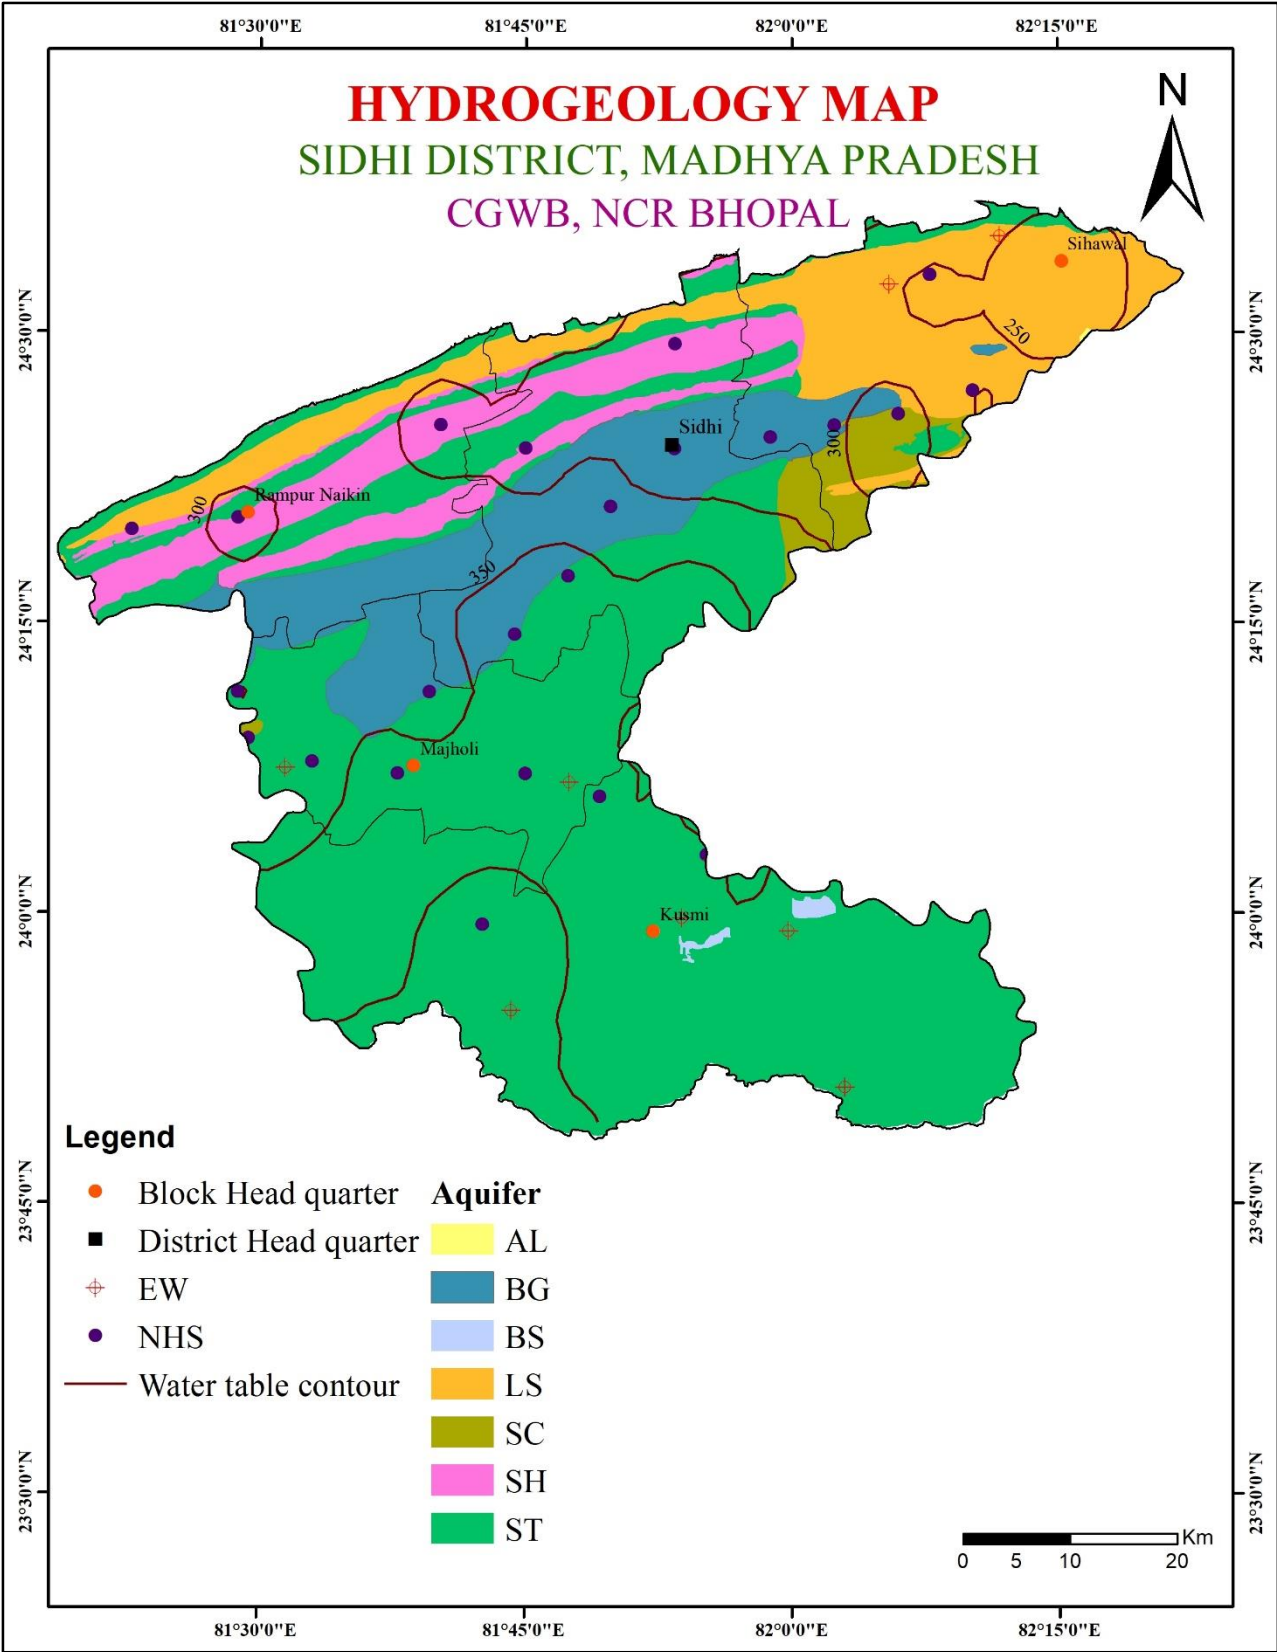 81°30'0"E 81°45'0"E 82°0'0"E 82°15'0"E
HYDROGEOLOGY MAP
N
SIDHI DISTRICT, MADHYA PRADESH
CGWB, NCR BHOPAL
Sihawal
24°30'0"N 24°30'0"N
250
Sidhi
300
Rampur Naikin
300
350
24°15'0"N 24°15'0"N
Majholi
24°0'0"N 24°0'0"N
Kusmi
Legend
Block Head quarter
District Head quarter
EW
NHS
Water table contour
Aquifer
AL
BG
BS
LS
SC
SH
ST
23°45'0"N 23°45'0"N
23°30'0"N 23°30'0"N
Km
0 5 10 20
81°30'0"E 81°45'0"E 82°0'0"E 82°15'0"E